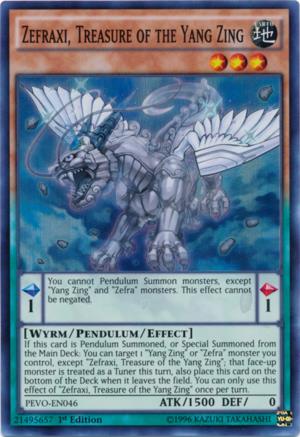 ZEFRAXI, TREASURE OF THE YANG ZING
EARTH
地
You cannot Pendulum Summon monsters, except
"Yang Zing" and "Zefra" monsters. This effect cannot
be negated.
1
1
[WYRM/PENDULUM/EFFECT]
If this card is Pendulum Summoned, or Special Summoned from
the Main Deck: You can target 1 "Yang Zing" or "Zefra" monster you
control, except "Zefraxi, Treasure of the Yang Zing"; that face-up
monster is treated as a Tuner this turn, also place this card on the
bottom of the Deck when it leaves the field. You can only use this
effect of "Zefraxi, Treasure of the Yang Zing" once per turn.
PEVO-EN046
ATK/1500 DEF/ 0
21495657
1st Edition
©1996 KAZUKI TAKAHASHI